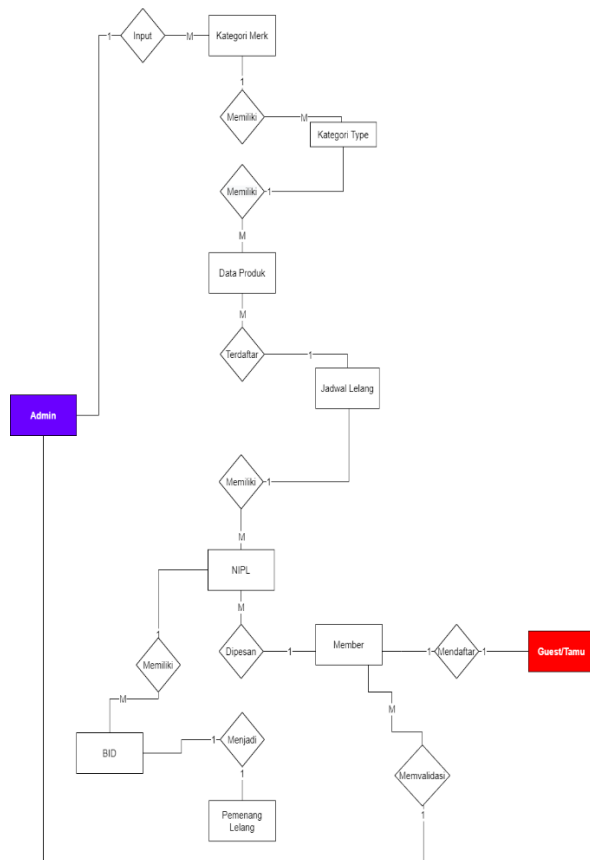 1
Input
M
Kategori Merk
1
Memiliki
M
Kategori Type
Memiliki
1
M
Data Produk
M
Terdaftar
1
Jadwal Lelang
Admin
Memiliki
1
M
NIPL
M
1
Memiliki
Dipesan
1
Member
1
Mendaftar
1
Guest/Tamu
M
M
BID
1
Menjadi
Memvalidasi
1
Pemenang
Lelang
1